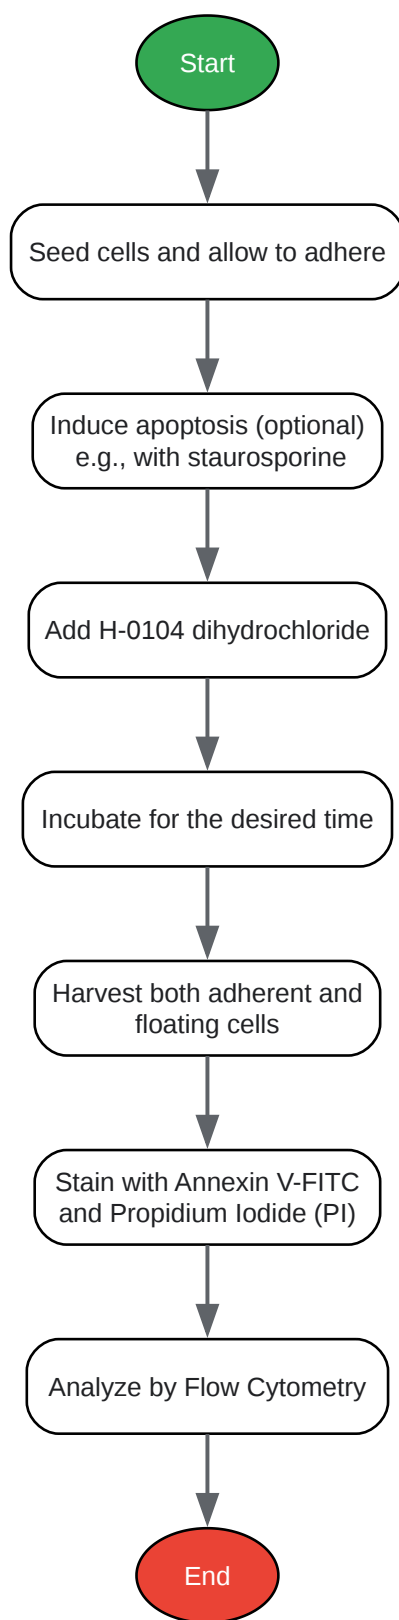 Start
Seed cells and allow to adhere
Induce apoptosis (optional)
e.g., with staurosporine
Add H-0104 dihydrochloride
Incubate for the desired time
Harvest both adherent and
floating cells
Stain with Annexin V-FITC
and Propidium Iodide (PI)
Analyze by Flow Cytometry
End